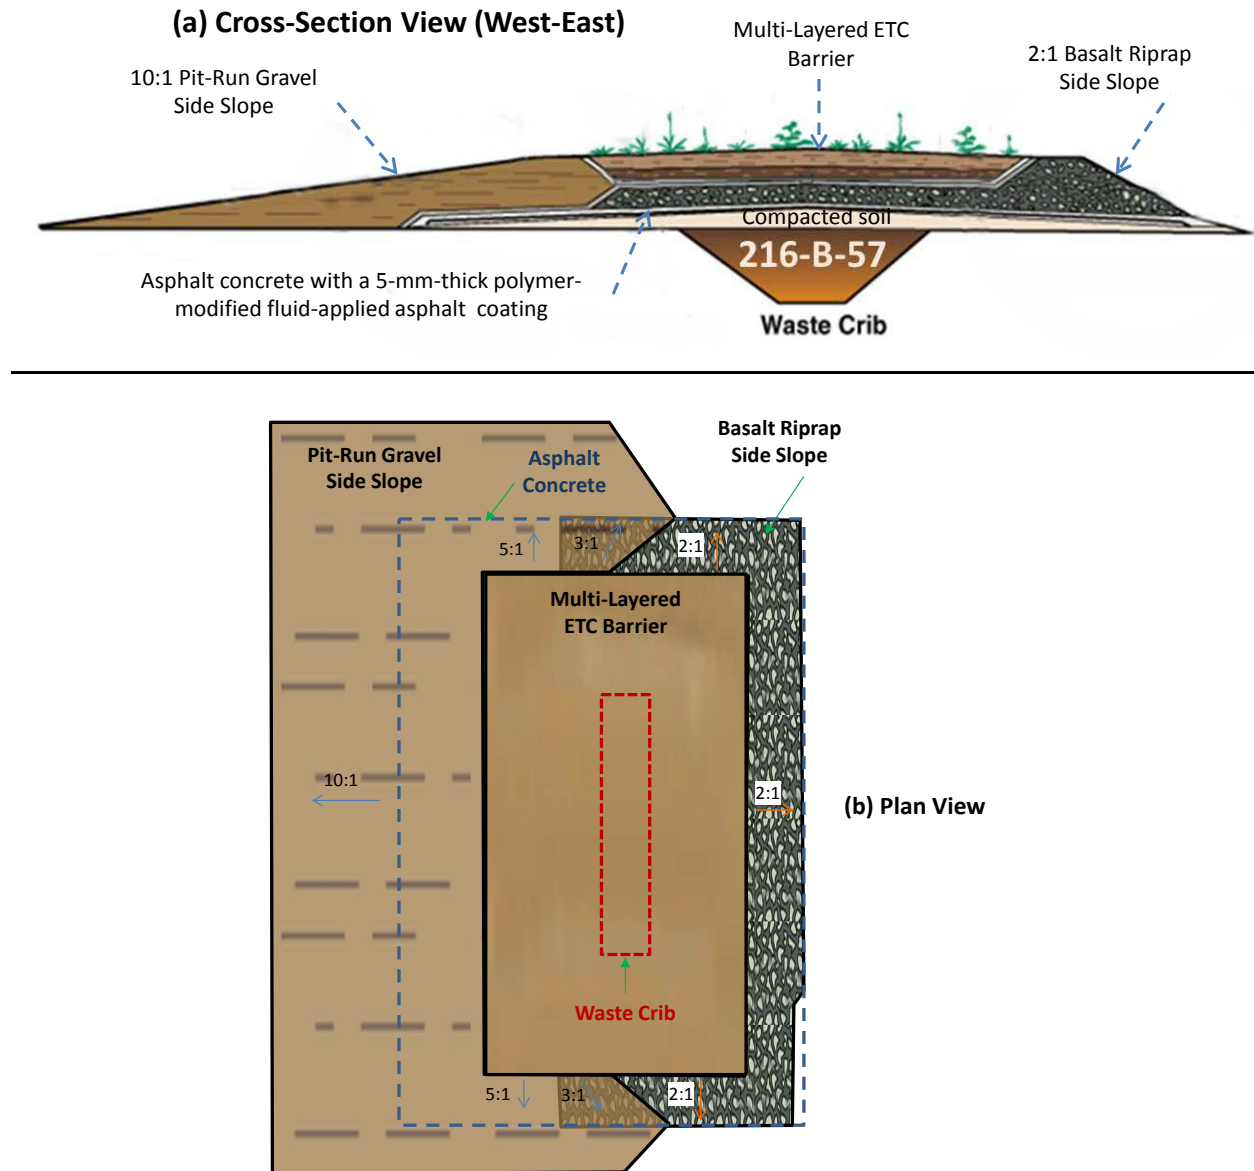 (a) Cross-Section View (West-East)
Multi-Layered ETC
Barrier
10:1 Pit-Run Gravel
Side Slope
2:1 Basalt Riprap
Side Slope
Compacted soil
216-B-57
Asphalt concrete with a 5-mm-thick polymer-
modified fluid-applied asphalt coating
Waste Crib
Basalt Riprap
Side Slope
Pit-Run Gravel
Side Slope
Asphalt
Concrete
5:1
3:1
2:1
Multi-Layered
ETC Barrier
10:1
2:1
(b) Plan View
Waste Crib
5:1
3:1
2:1